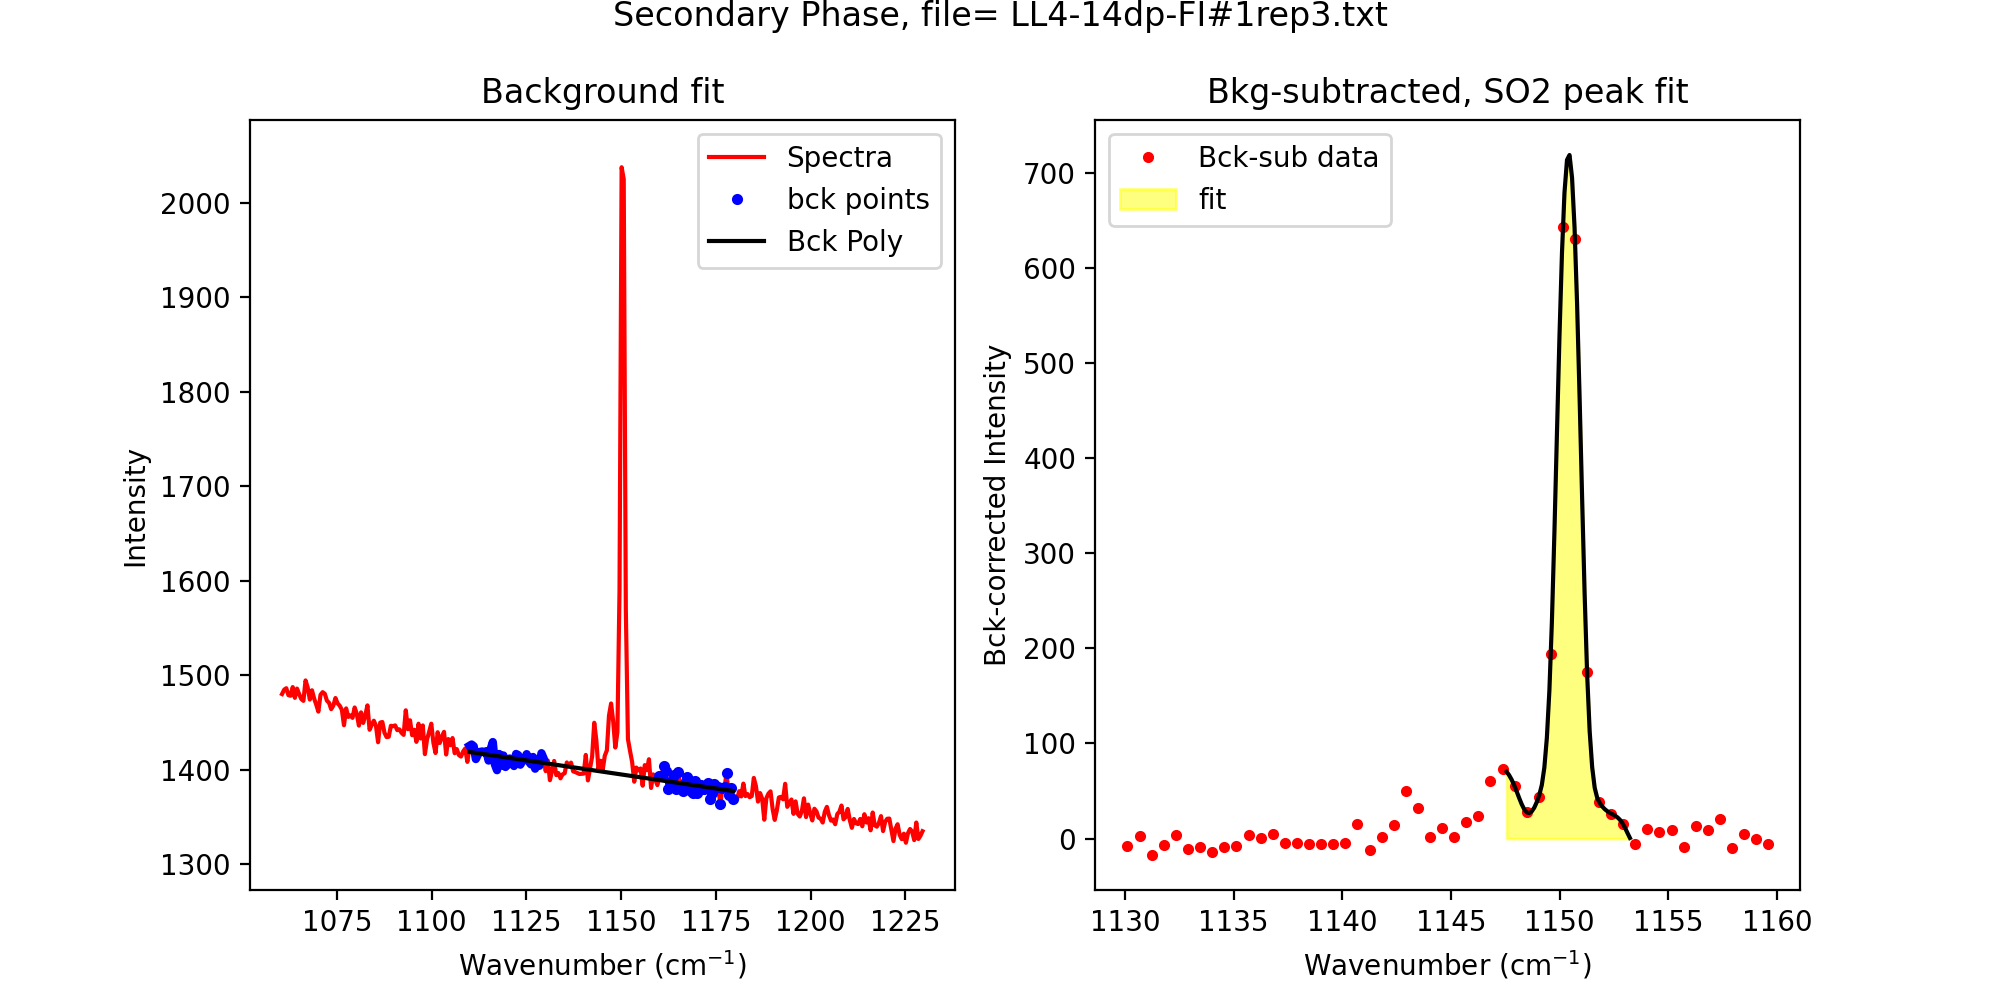 Secondary Phase, file= LL4-14dp-FI#1rep3.txt
Background fit
Spectra
bck points
Bck Poly
2000
1900
1800
1700
1600
1500
1400
1300
Intensity
1075 1100 1125 1150 1175 1200 1225
Wavenumber (cm⁻¹)
Bkg-subtracted, SO2 peak fit
Bck-sub data
fit
700
600
500
400
300
200
100
0
Bck-corrected Intensity
1130 1135 1140 1145 1150 1155 1160
Wavenumber (cm⁻¹)